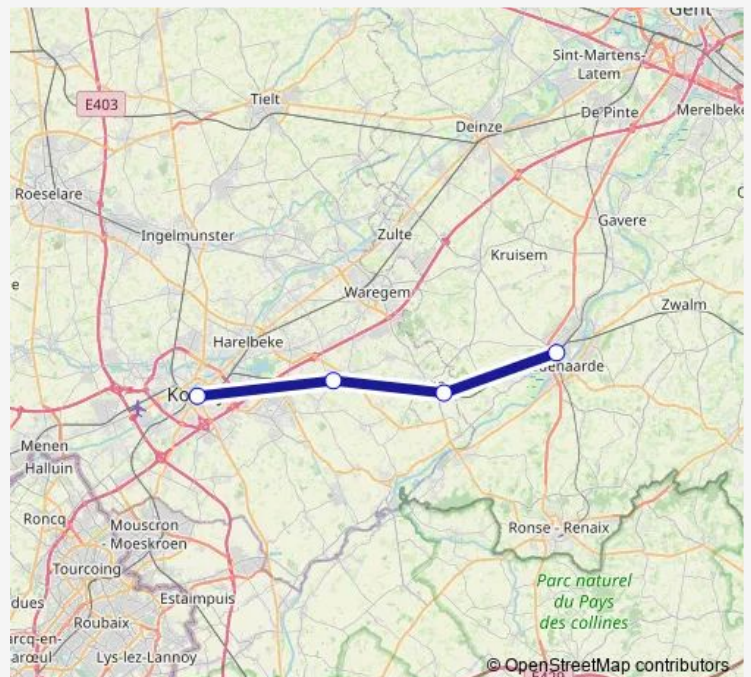 Gent
Sint-Martens-
Latem
E403
Tielt
De Pinte
Merelbeke
Deinze
Roeselare
Gavere
Ingelmunster
Zulte
Kruisem
Waregem
Zwalm
Harelbeke
Menen
Halluin
Roncq
Mouscron
- Moeskroen
Ronse - Renaix
Tourcoing
Parc naturel
du Pays
des collines
Estaimpuis
Roubaix
Lys-lez-Lannoy
© OpenStreetMap contributors